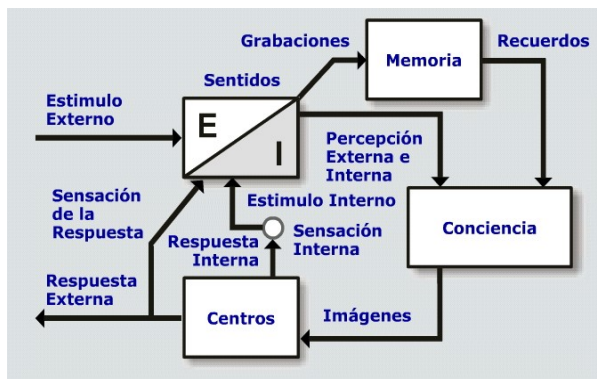 Grabaciones
Memoria
Recuerdos
Sentidos
Estimulo
Externo
E
I
Percepción
Externa e
Interna
Sensación
de la
Respuesta
Estimulo Interno
Respuesta
Interna
Sensación
Interna
Conciencia
Respuesta
Externa
Centros
Imágenes